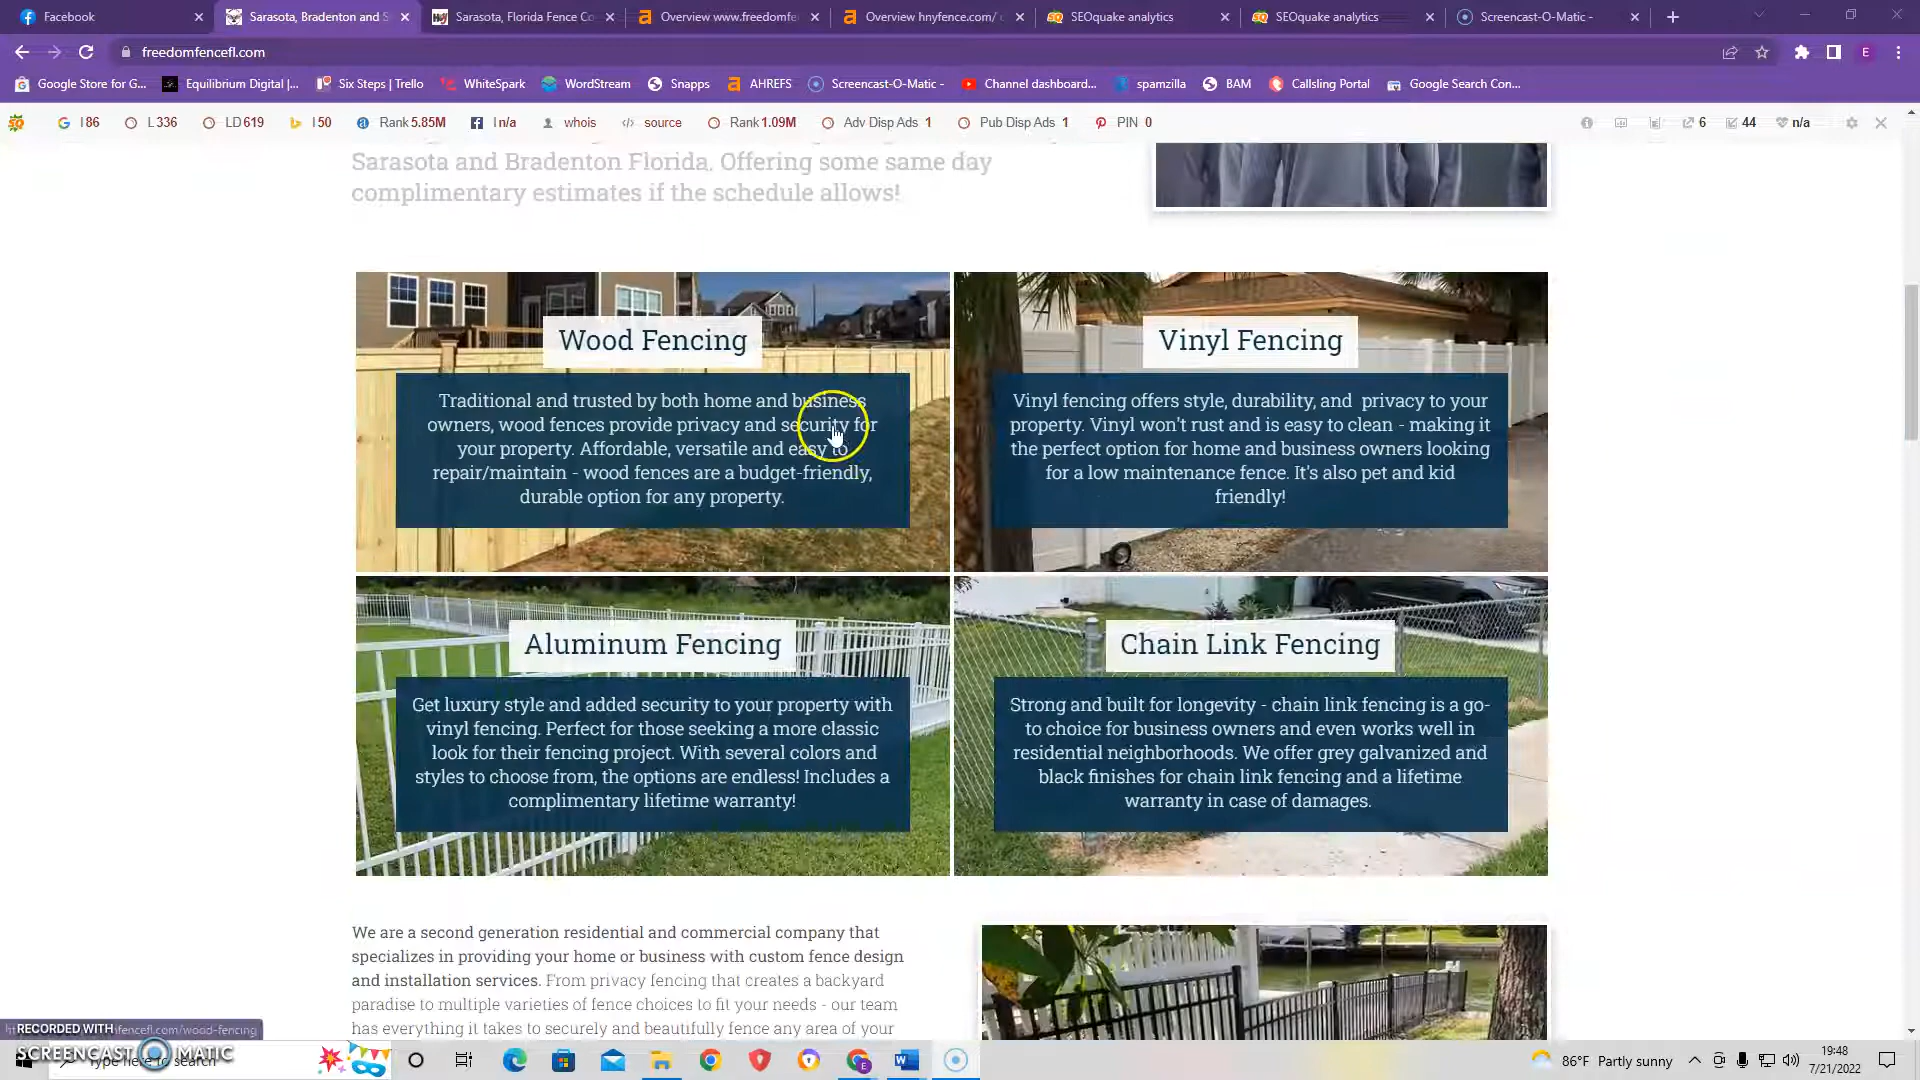 Facebook
Sarasota, Bradenton and S
Sarasota, Florida Fence Co
Overview www.freedomfe
Overview hnyfence.com/
SEOquake analytics
SEOquake analytics
Screencast-O-Matic -
freedomfencefl.com
E
Google Store for G...
Equilibrium Digital |...
Six Steps | Trello
WhiteSpark
WordStream
Snapps
AHREFS
Screencast-O-Matic -
Channel dashboard...
spamzilla
BAM
Callsling Portal
Google Search Con...
I 86
L 336
LD 619
I 50
Rank 5.85M
I n/a
whois
source
Rank 1.09M
Adv Disp Ads 1
Pub Disp Ads 1
PIN 0
6
44
n/a
Sarasota and Bradenton Florida. Offering some same day
complimentary estimates if the schedule allows!
Wood Fencing
Traditional and trusted by both home and business
owners, wood fences provide privacy and security for
your property. Affordable, versatile and easy to
repair/maintain - wood fences are a budget-friendly,
durable option for any property.
Vinyl Fencing
Vinyl fencing offers style, durability, and privacy to your
property. Vinyl won't rust and is easy to clean - making it
the perfect option for home and business owners looking
for a low maintenance fence. It's also pet and kid
friendly!
Aluminum Fencing
Get luxury style and added security to your property with
vinyl fencing. Perfect for those seeking a more classic
look for their fencing project. With several colors and
styles to choose from, the options are endless! Includes a
complimentary lifetime warranty!
Chain Link Fencing
Strong and built for longevity - chain link fencing is a go-
to choice for business owners and even works well in
residential neighborhoods. We offer grey galvanized and
black finishes for chain link fencing and a lifetime
warranty in case of damages.
We are a second generation residential and commercial company that
specializes in providing your home or business with custom fence design
and installation services. From privacy fencing that creates a backyard
paradise to multiple varieties of fence choices to fit your needs - our team
has everything it takes to securely and beautifully fence any area of your
RECORDED WITH
fencefl.com/wood-fencing
SCREENCAST O MATIC
Type here to search
86°F Partly sunny
19:48
7/21/2022